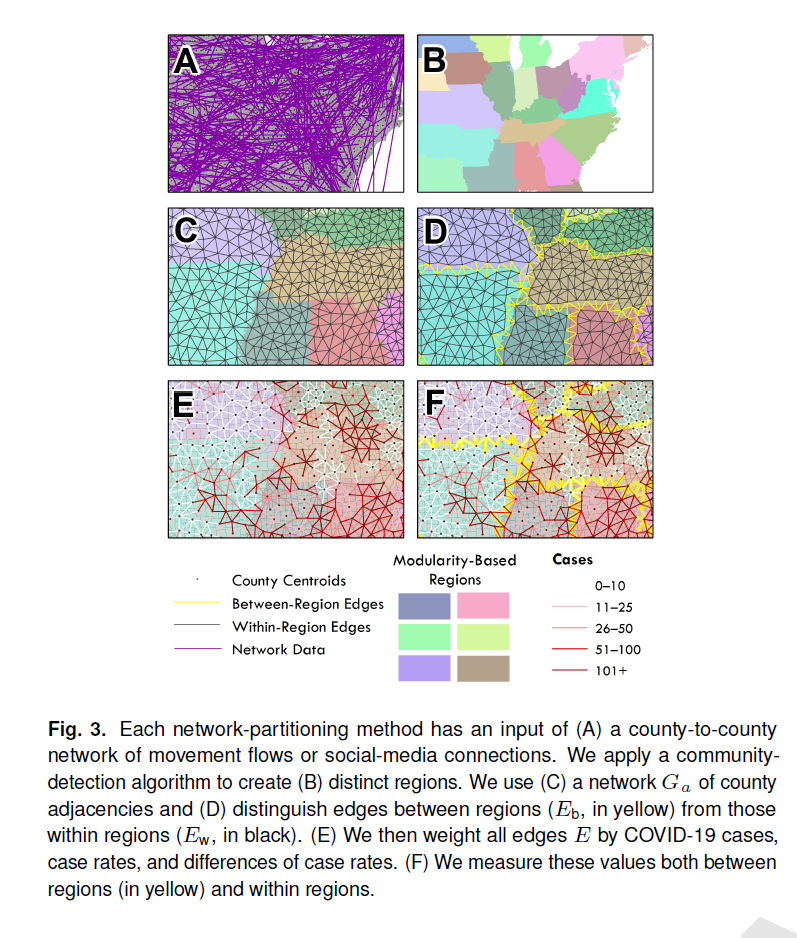 A
B
C
D
E
F
County Centroids
Between-Region Edges
Within-Region Edges
Network Data
Modularity-Based
Regions
Cases
0–10
11–25
26–50
51–100
101+
Fig. 3. Each network-partitioning method has an input of (A) a county-to-county
network of movement flows or social-media connections. We apply a community-
detection algorithm to create (B) distinct regions. We use (C) a network Gₐ of county
adjacencies and (D) distinguish edges between regions (E_b, in yellow) from those
within regions (E_w, in black). (E) We then weight all edges E by COVID-19 cases,
case rates, and differences of case rates. (F) We measure these values both between
regions (in yellow) and within regions.